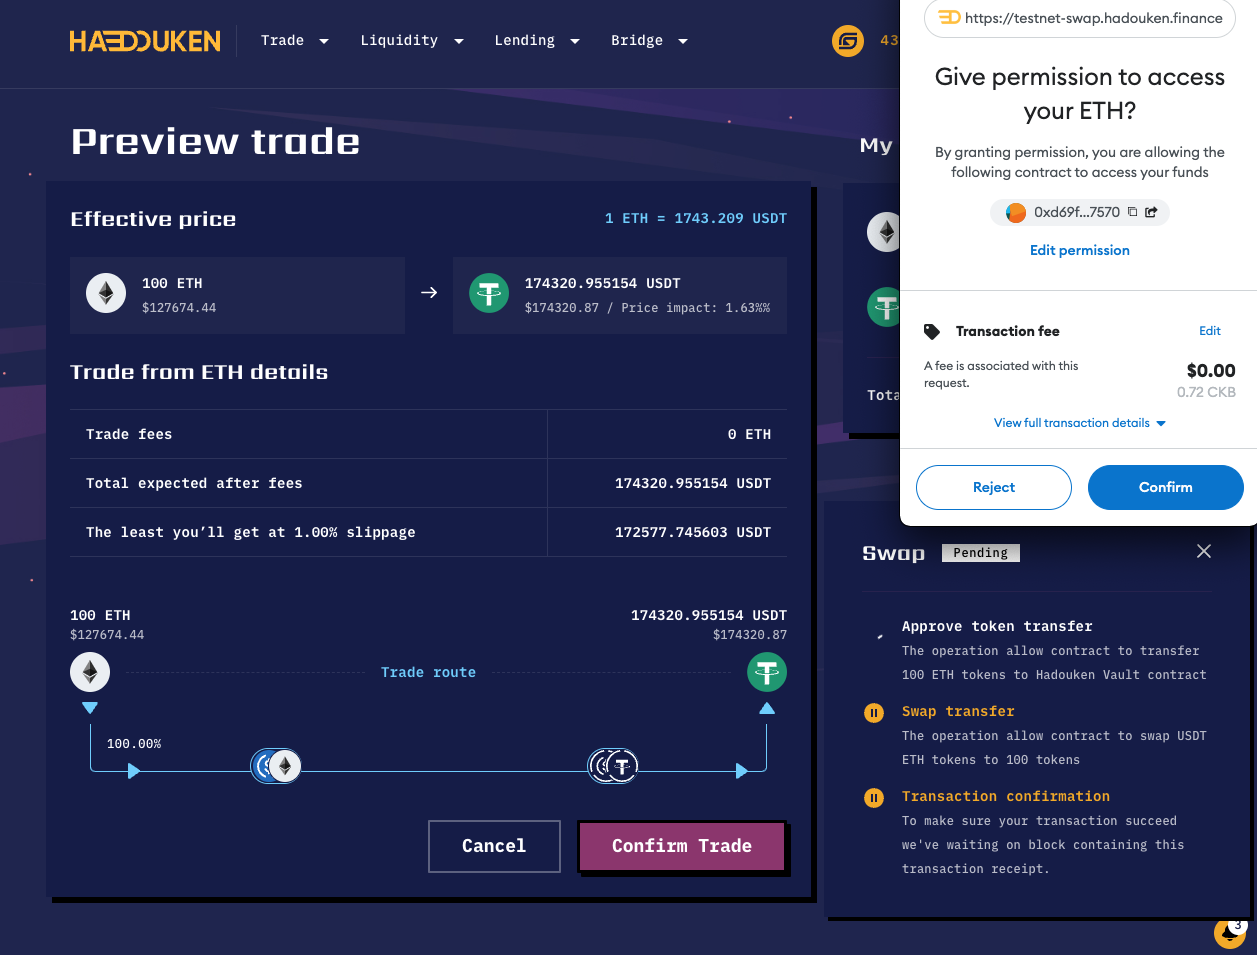 HADOUKEN
Trade
Liquidity
Lending
Bridge
43
Preview trade
Effective price
1 ETH = 1743.209 USDT
100 ETH
$127674.44
174320.955154 USDT
$174320.87 / Price impact: 1.63%%
Trade from ETH details
Trade fees
0 ETH
Total expected after fees
174320.955154 USDT
The least you’ll get at 1.00% slippage
172577.745603 USDT
100 ETH
$127674.44
174320.955154 USDT
$174320.87
Trade route
100.00%
Cancel
Confirm Trade
My
Tota
https://testnet-swap.hadouken.finance
Give permission to access
your ETH?
By granting permission, you are allowing the
following contract to access your funds
0xd69f...7570
Edit permission
Transaction fee
Edit
A fee is associated with this
request.
$0.00
0.72 CKB
View full transaction details
Reject
Confirm
Swap
Pending
Approve token transfer
The operation allow contract to transfer
100 ETH tokens to Hadouken Vault contract
Swap transfer
The operation allow contract to swap USDT
ETH tokens to 100 tokens
Transaction confirmation
To make sure your transaction succeed
we've waiting on block containing this
transaction receipt.
3